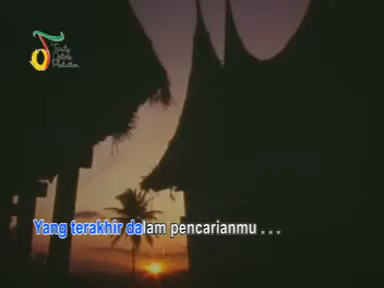 Yang terakhir dalam pencarianmu . . .